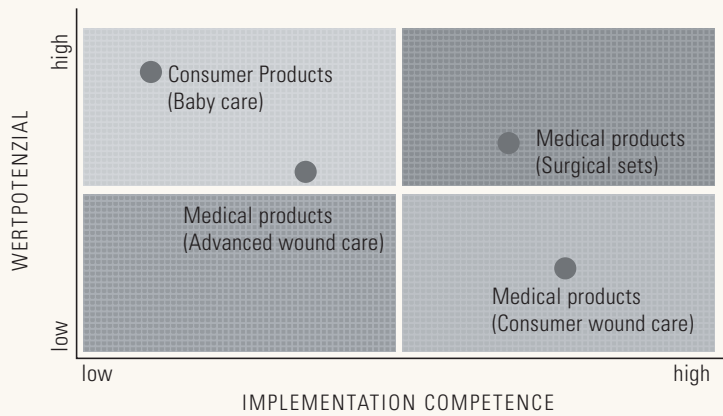 WERTPOTENZIAL
high
low
Consumer Products
(Baby care)
Medical products
(Surgical sets)
Medical products
(Advanced wound care)
Medical products
(Consumer wound care)
low
high
IMPLEMENTATION COMPETENCE